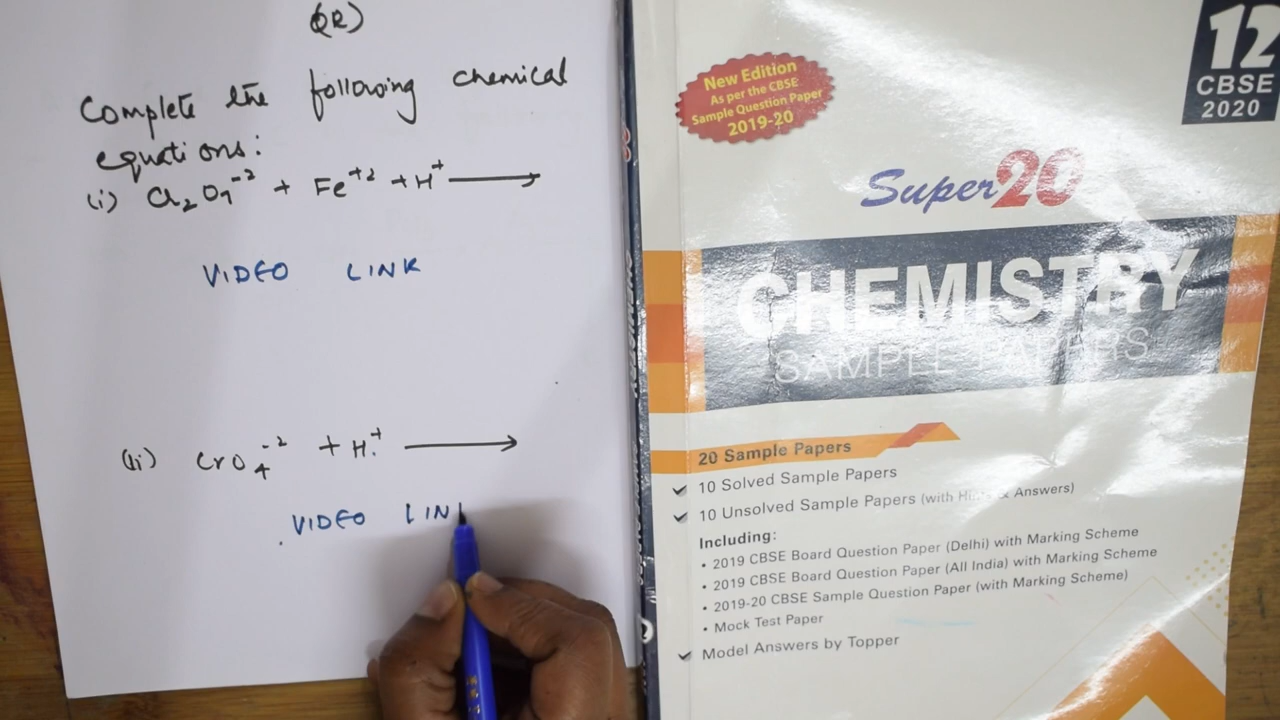 OR)
Complete the following chemical
equations:
(i) Cr₂O₇⁻² + Fe⁺² + H⁺ ⟶
VIDEO LINK
(ii) CrO₄⁻² + H⁺ ⟶
VIDEO LIN
12
CBSE
2020
New Edition
As per the CBSE
Sample Question Paper
2019-20
Super20
CHEMISTRY
SAMPLE PAPERS
20 Sample Papers
✓ 10 Solved Sample Papers
✓ 10 Unsolved Sample Papers (with Hints & Answers)
Including:
• 2019 CBSE Board Question Paper (Delhi) with Marking Scheme
• 2019 CBSE Board Question Paper (All India) with Marking Scheme
• 2019-20 CBSE Sample Question Paper (with Marking Scheme)
• Mock Test Paper
✓ Model Answers by Topper